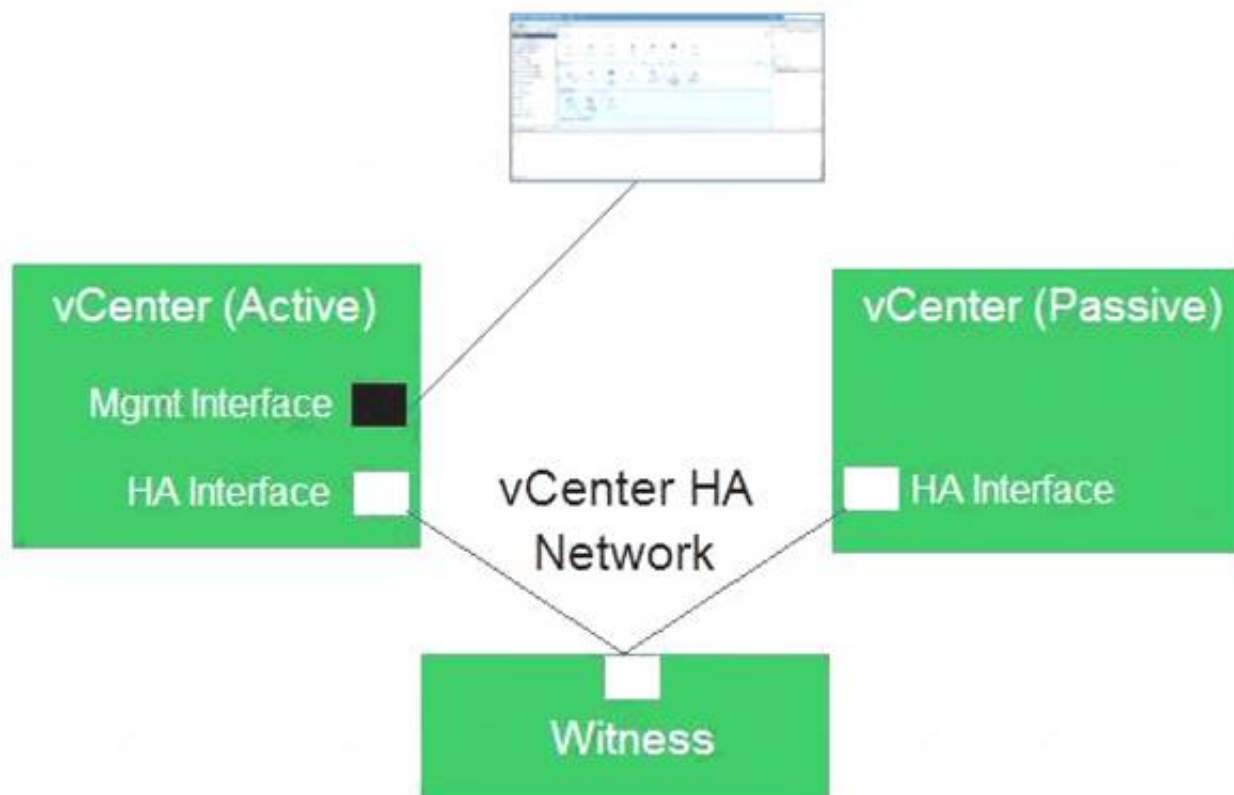 vCenter (Active)
Mgmt Interface
HA Interface
vCenter HA
Network
vCenter (Passive)
HA Interface
Witness